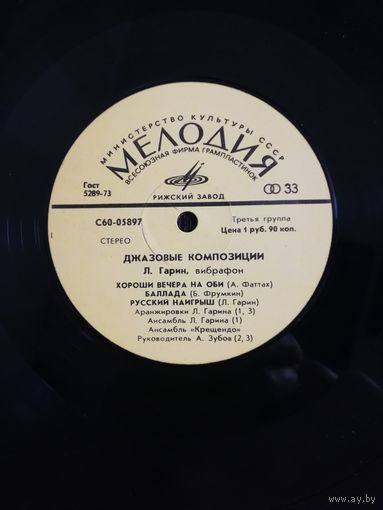 МИНИСТЕРСТВО КУЛЬТУРЫ СССР
МЕЛОДИЯ
ВСЕСОЮЗНАЯ ФИРМА ГРАМПЛАСТИНОК
Гост
5289-73
33
РИЖСКИЙ ЗАВОД
С60-05897
Третья группа
Цена 1 руб. 90 коп.
СТЕРЕО
ДЖАЗОВЫЕ КОМПОЗИЦИИ
Л. Гарин, вибрафон
ХОРОШИ ВЕЧЕРА НА ОБИ (А. Фаттах)
БАЛЛАДА (Б. Фрумкин)
РУССКИЙ НАИГРЫШ (Л. Гарин)
Аранжировки Л. Гарина (1, 3)
Ансамбль Л. Гарина (1)
Ансамбль «Крещендо»
Руководитель А. Зубов (2, 3)
www.ay.by